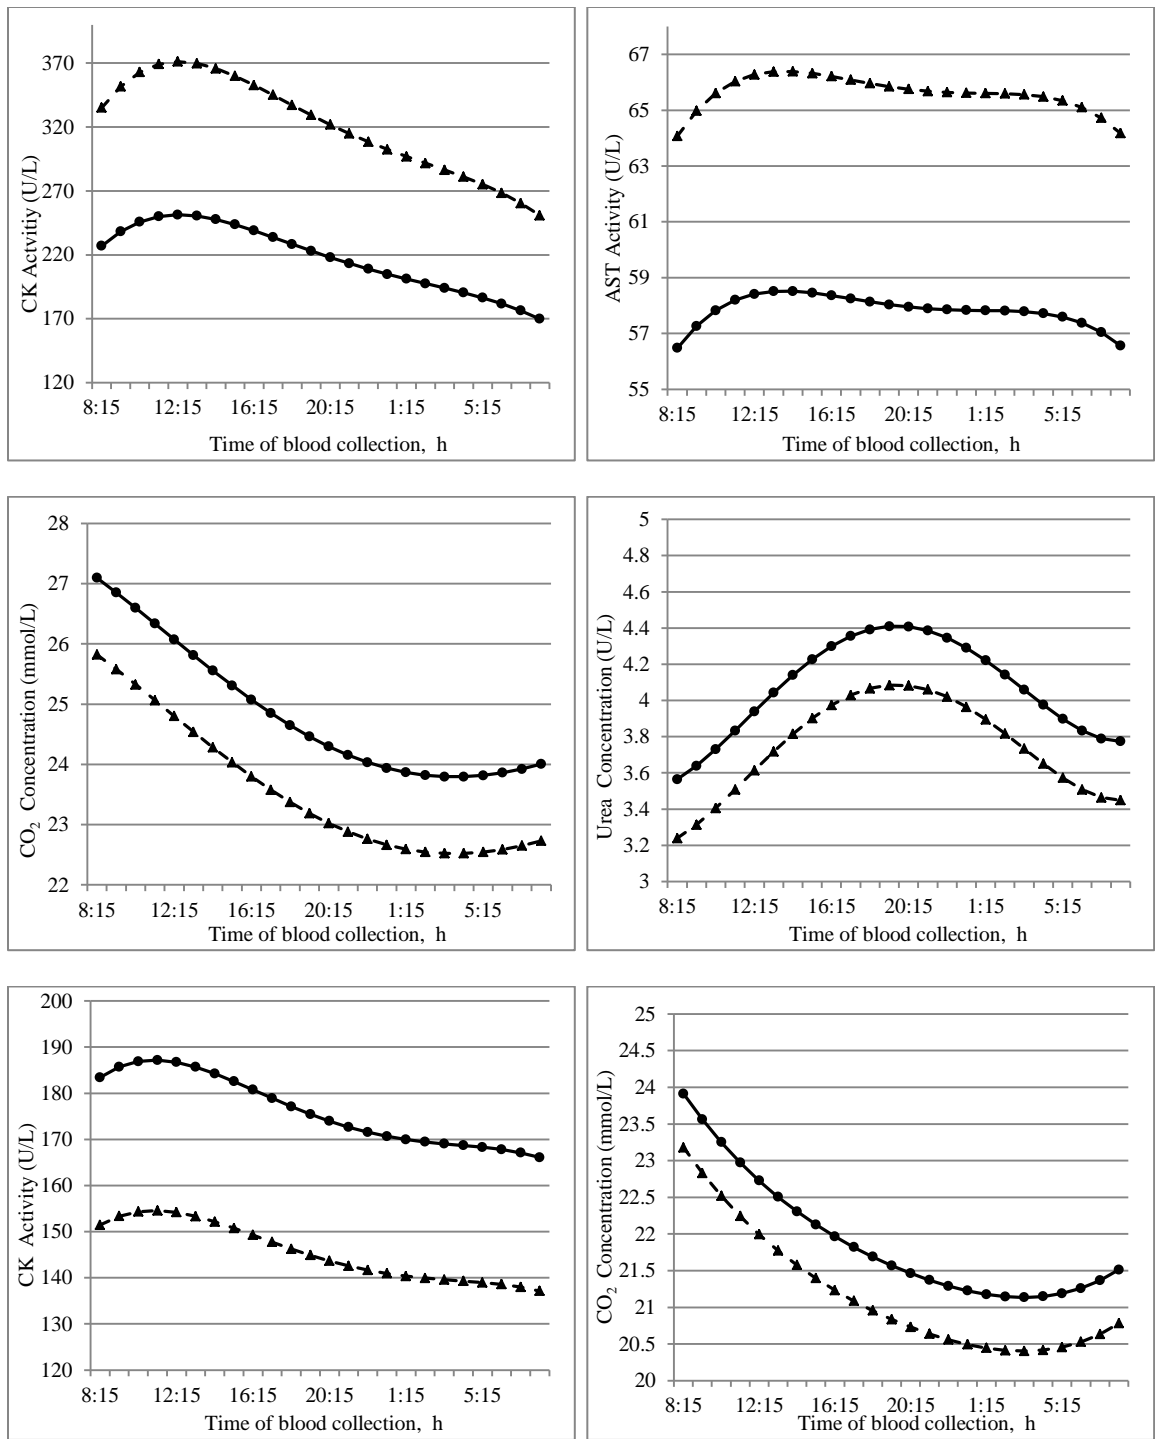 370
320
270
220
170
120
CK Actvitiy (U/L)
8:15 12:15 16:15 20:15 1:15 5:15
Time of blood collection, h
67
65
63
61
59
57
55
AST Activity (U/L)
8:15 12:15 16:15 20:15 1:15 5:15
Time of blood collection, h
28
27
26
25
24
23
22
CO₂ Concentration (mmol/L)
8:15 12:15 16:15 20:15 1:15 5:15
Time of blood collection, h
5
4.8
4.6
4.4
4.2
4
3.8
3.6
3.4
3.2
3
Urea Concentration (U/L)
8:15 12:15 16:15 20:15 1:15 5:15
Time of blood collection, h
200
190
180
170
160
150
140
130
120
CK Activity (U/L)
8:15 12:15 16:15 20:15 1:15 5:15
Time of blood collection, h
25
24.5
24
23.5
23
22.5
22
21.5
21
20.5
20
CO₂ Concentration (mmol/L)
8:15 12:15 16:15 20:15 1:15 5:15
Time of blood collection, h